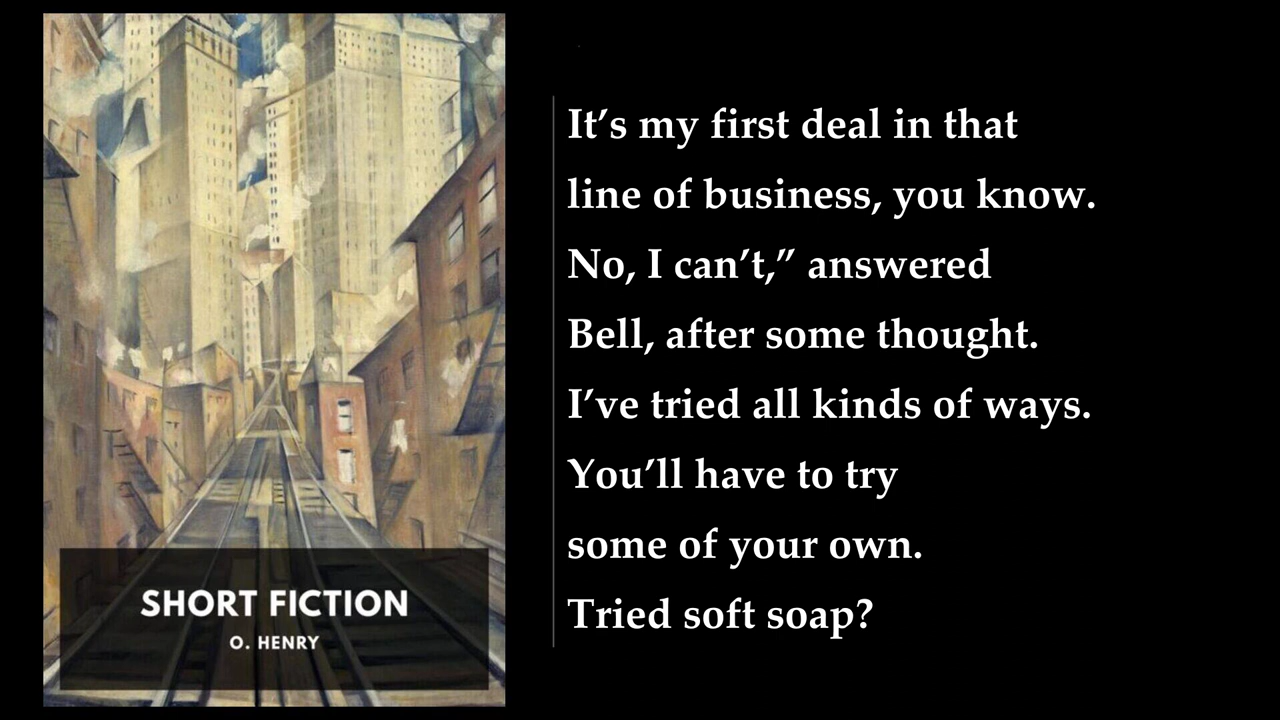 SHORT FICTION
O. HENRY
It’s my first deal in that
line of business, you know.
No, I can’t,” answered
Bell, after some thought.
I’ve tried all kinds of ways.
You’ll have to try
some of your own.
Tried soft soap?